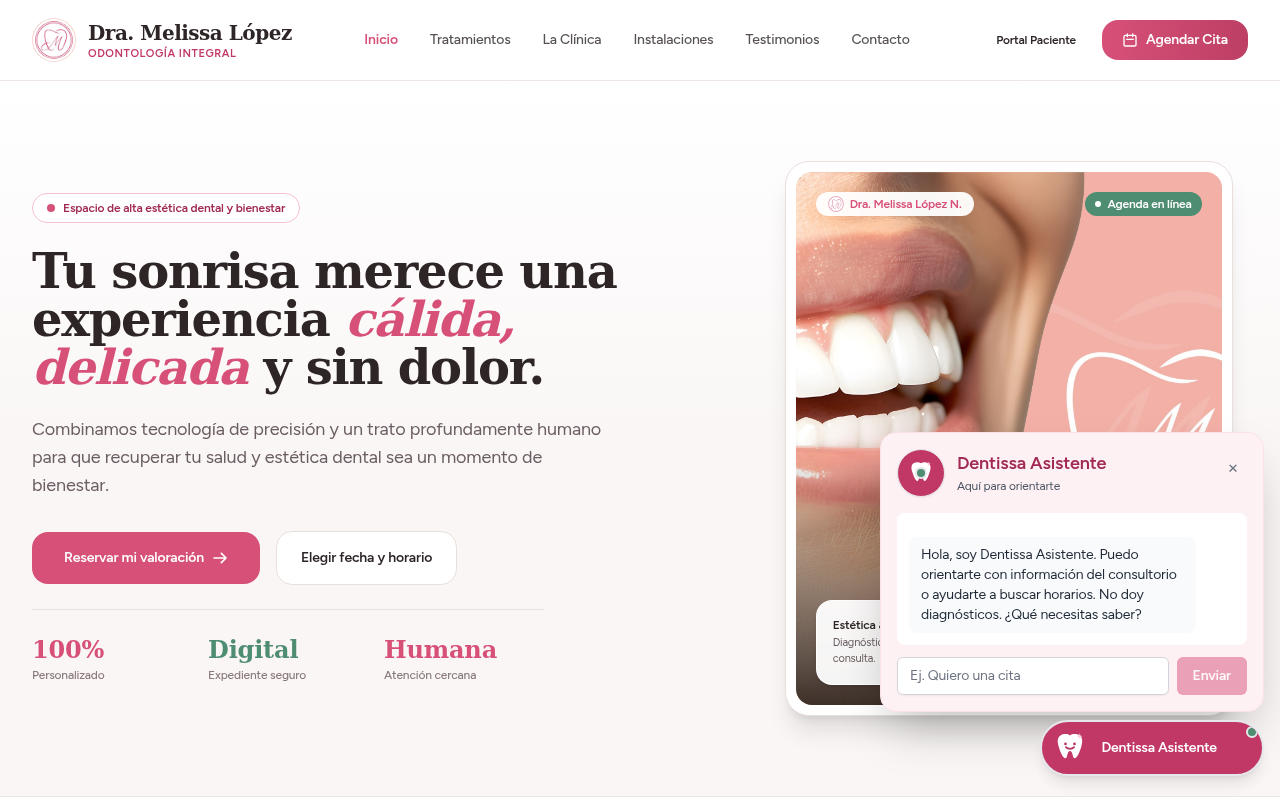 Dra. Melissa López
ODONTOLOGÍA INTEGRAL
Inicio
Tratamientos
La Clínica
Instalaciones
Testimonios
Contacto
Portal Paciente
Agendar Cita
Espacio de alta estética dental y bienestar
Tu sonrisa merece una
experiencia cálida,
delicada y sin dolor.
Combinamos tecnología de precisión y un trato profundamente humano
para que recuperar tu salud y estética dental sea un momento de
bienestar.
Reservar mi valoración
Elegir fecha y horario
100%
Personalizado
Digital
Expediente seguro
Humana
Atención cercana
Dra. Melissa López N.
Agenda en línea
Estética
consulta.
Dentissa Asistente
Aquí para orientarte
×
Hola, soy Dentissa Asistente. Puedo
orientarte con información del consultorio
o ayudarte a buscar horarios. No doy
diagnósticos. ¿Qué necesitas saber?
Ej. Quiero una cita
Enviar
Dentissa Asistente